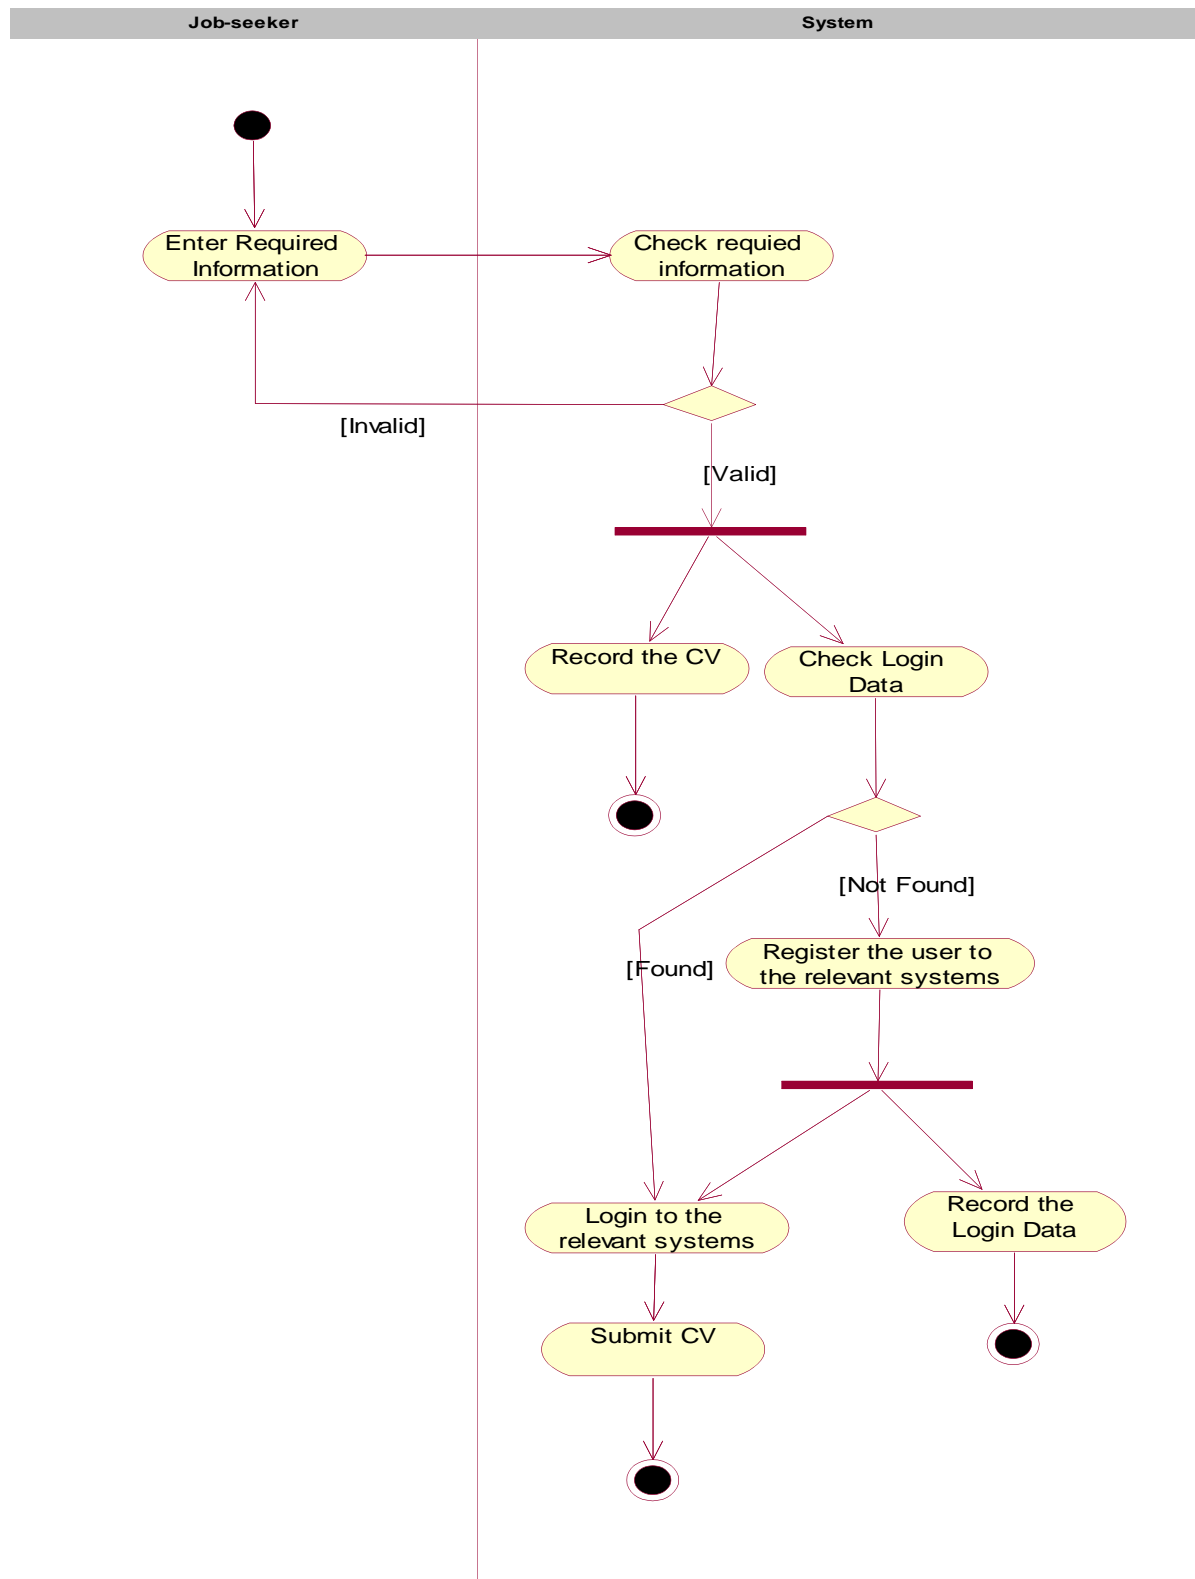 Job-seeker
System
Enter Required
Information
Check requied
information
[Invalid]
[Valid]
Record the CV
Check Login
Data
[Not Found]
[Found]
Register the user to
the relevant systems
Login to the
relevant systems
Record the
Login Data
Submit CV